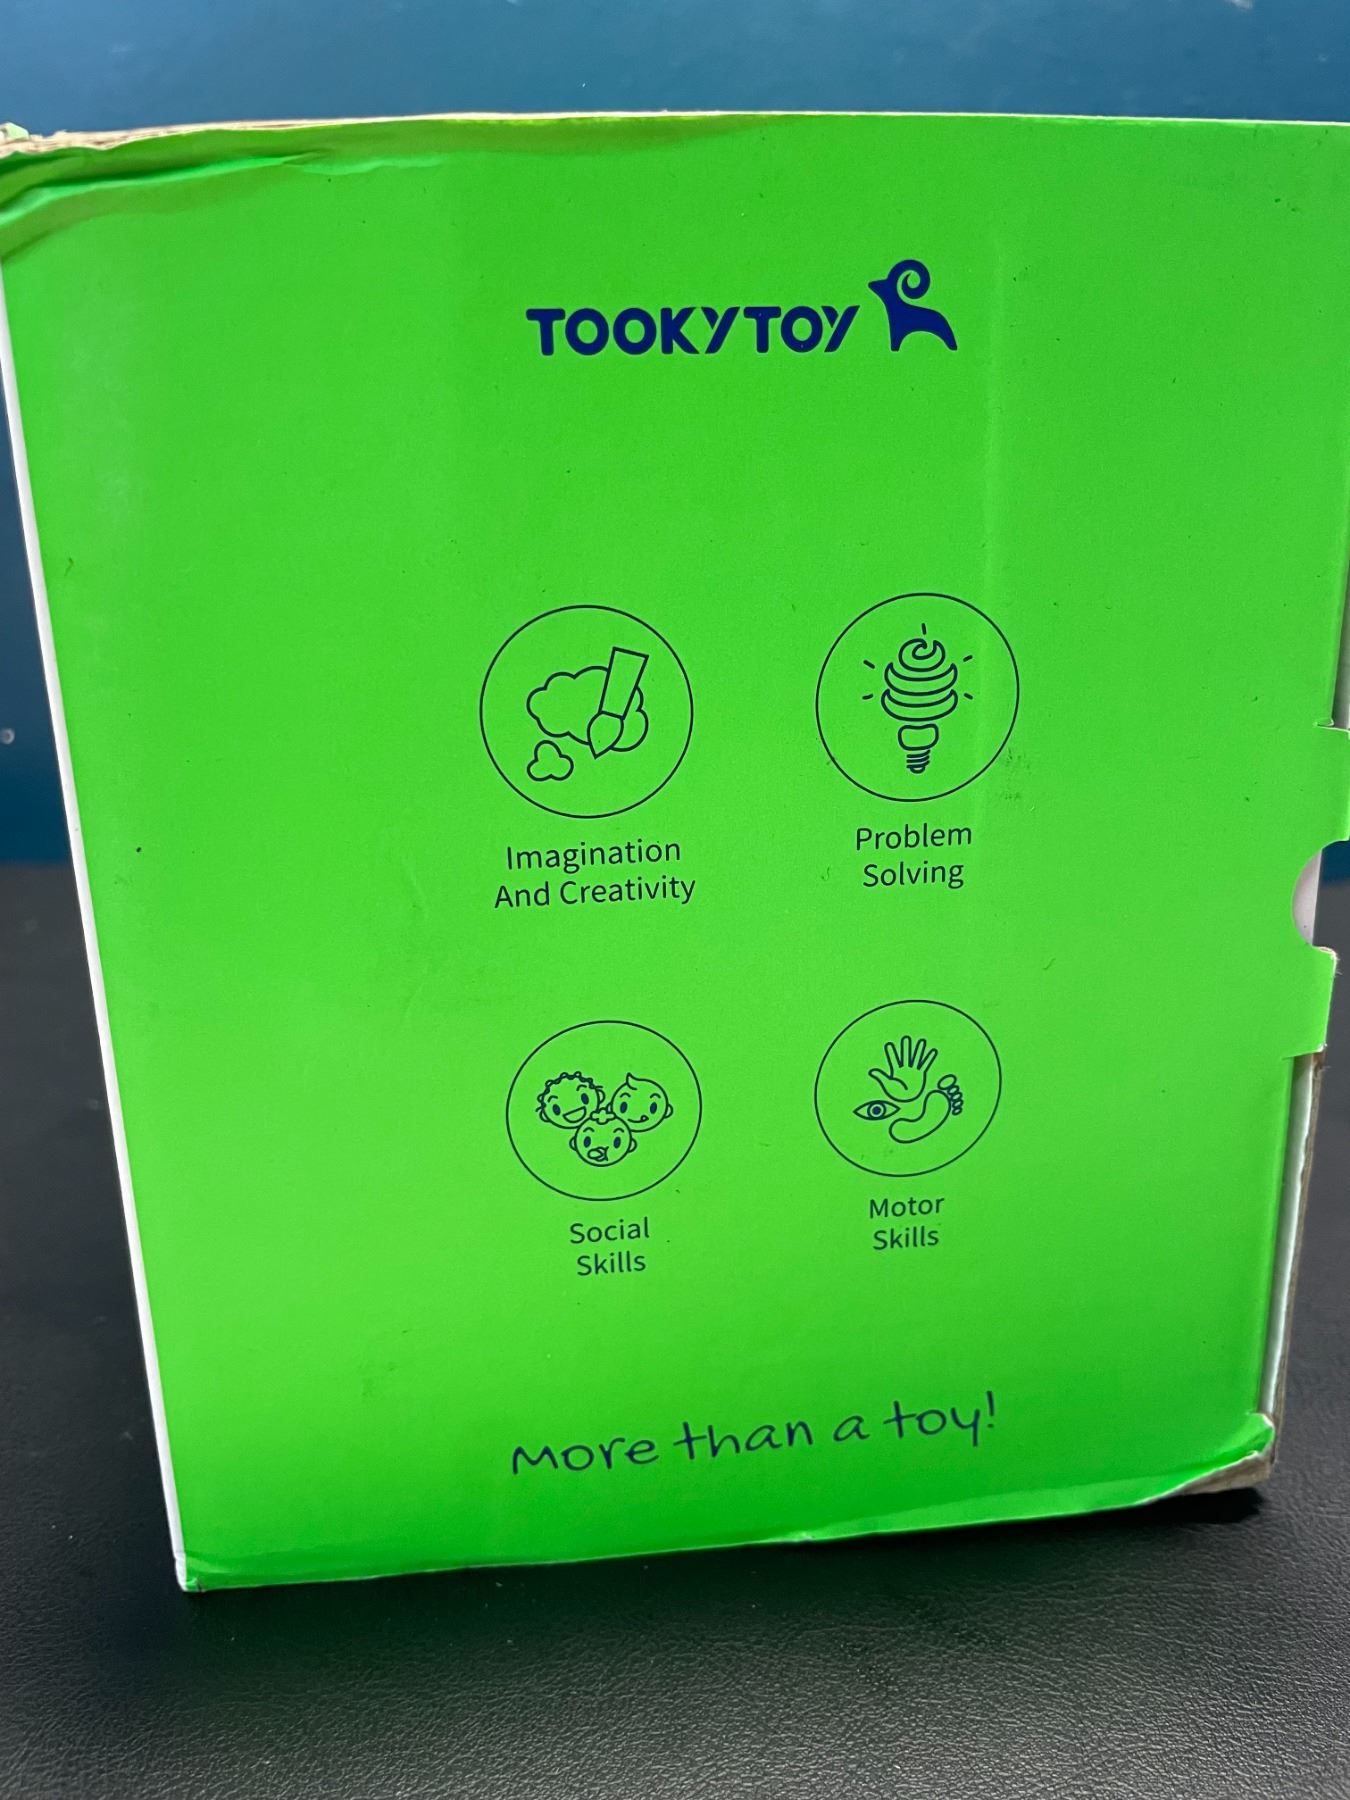 TOOKYTOY
Imagination
And Creativity
Problem
Solving
Social
Skills
Motor
Skills
More than a toy!